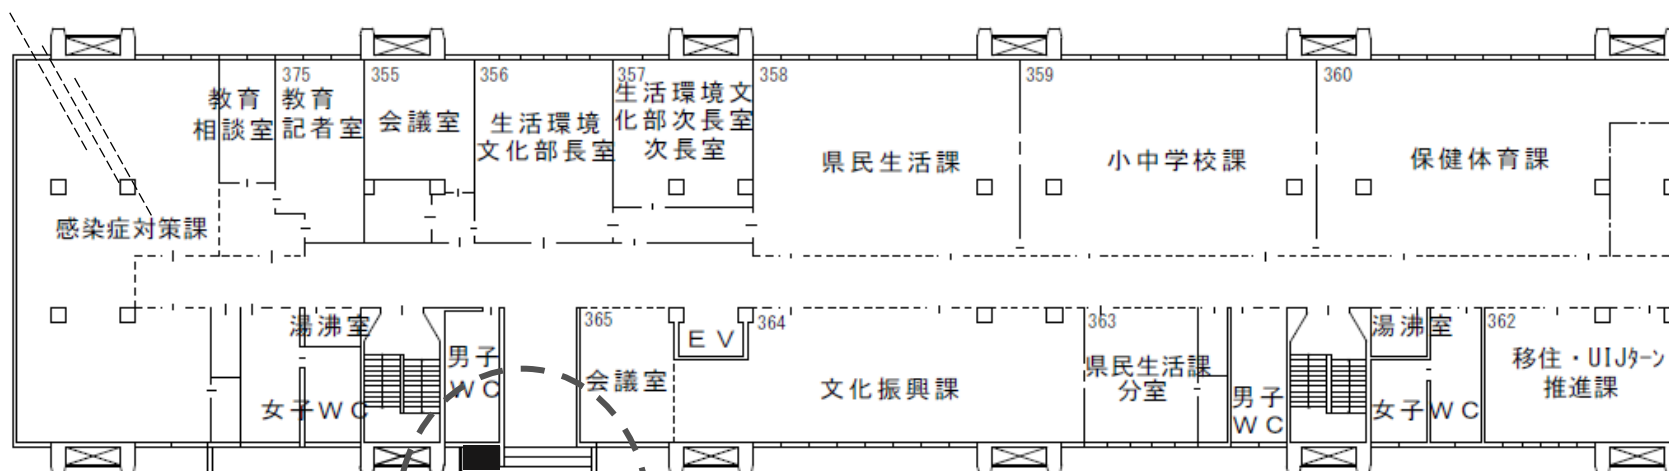 教育
相談室
375
教育
記者室
355
会議室
356
生活環境
文化部長室
357
生活環境文
化部次長室
次長室
358
県民生活課
359
小中学校課
360
保健体育課
感染症対策課
湯沸室
女子WC
男子
WC
365
会議室
EV
364
文化振興課
363
県民生活課
分室
男子
WC
湯沸室
女子WC
362
移住・UIJターン
推進課